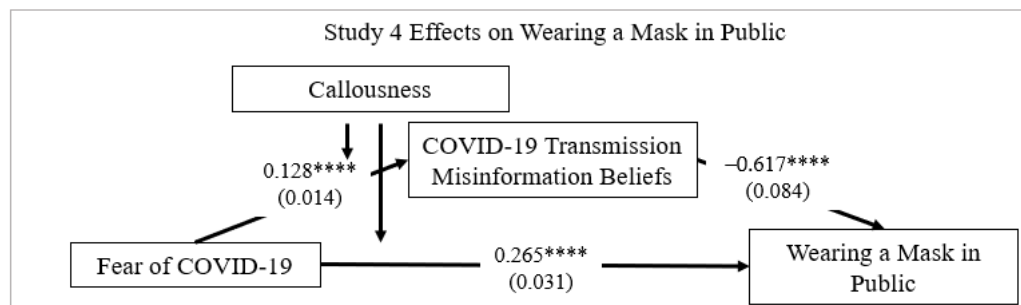 Study 4 Effects on Wearing a Mask in Public
Callousness
COVID-19 Transmission
Misinformation Beliefs
0.128****
(0.014)
−0.617****
(0.084)
Fear of COVID-19
0.265****
(0.031)
Wearing a Mask in
Public